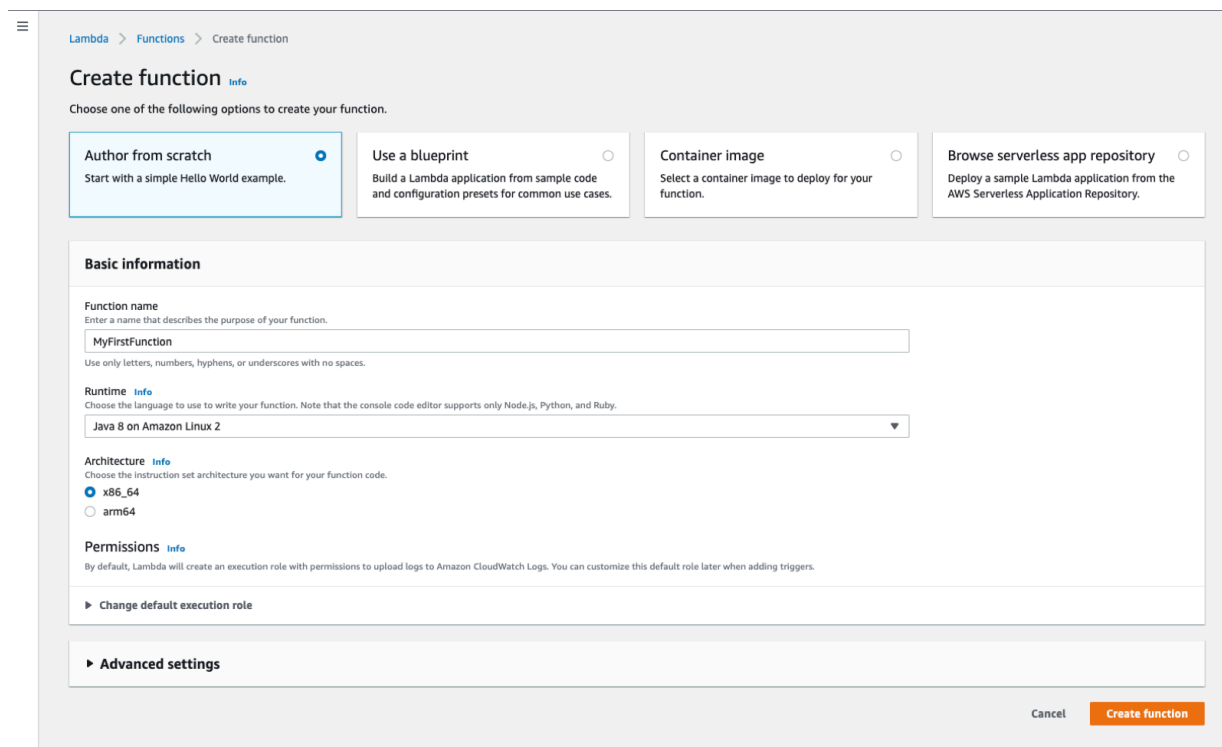 Lambda > Functions > Create function
Create function Info
Choose one of the following options to create your function.
Author from scratch
Start with a simple Hello World example.
Use a blueprint
Build a Lambda application from sample code
and configuration presets for common use cases.
Container image
Select a container image to deploy for your
function.
Browse serverless app repository
Deploy a sample Lambda application from the
AWS Serverless Application Repository.
Basic information
Function name
Enter a name that describes the purpose of your function.
MyFirstFunction
Use only letters, numbers, hyphens, or underscores with no spaces.
Runtime Info
Choose the language to use to write your function. Note that the console code editor supports only Node.js, Python, and Ruby.
Java 8 on Amazon Linux 2
Architecture Info
Choose the instruction set architecture you want for your function code.
x86_64
arm64
Permissions Info
By default, Lambda will create an execution role with permissions to upload logs to Amazon CloudWatch Logs. You can customize this default role later when adding triggers.
Change default execution role
Advanced settings
Cancel Create function